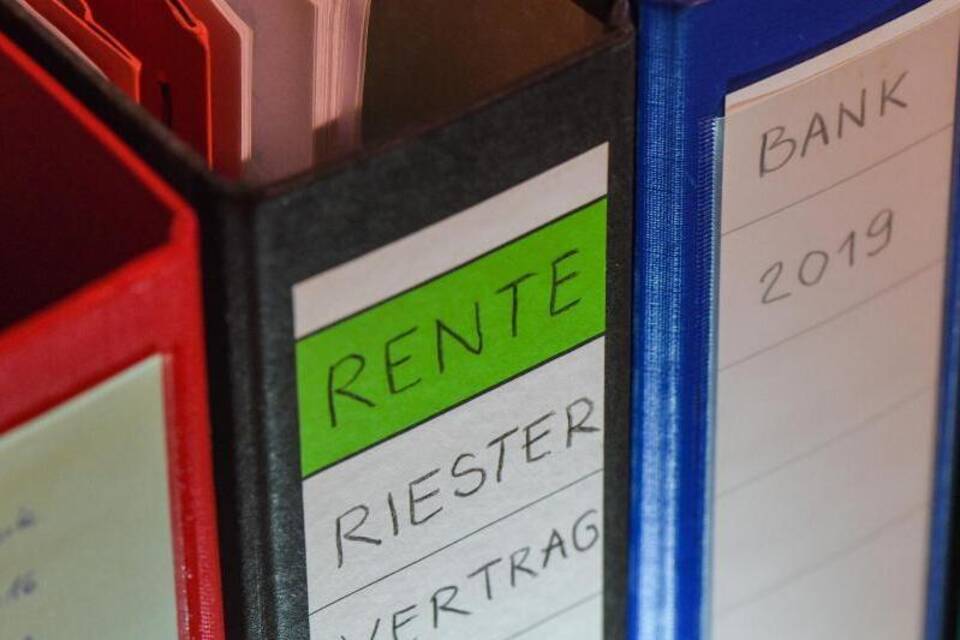 RENTE
RIESTER
VERTRAG
BANK
2019